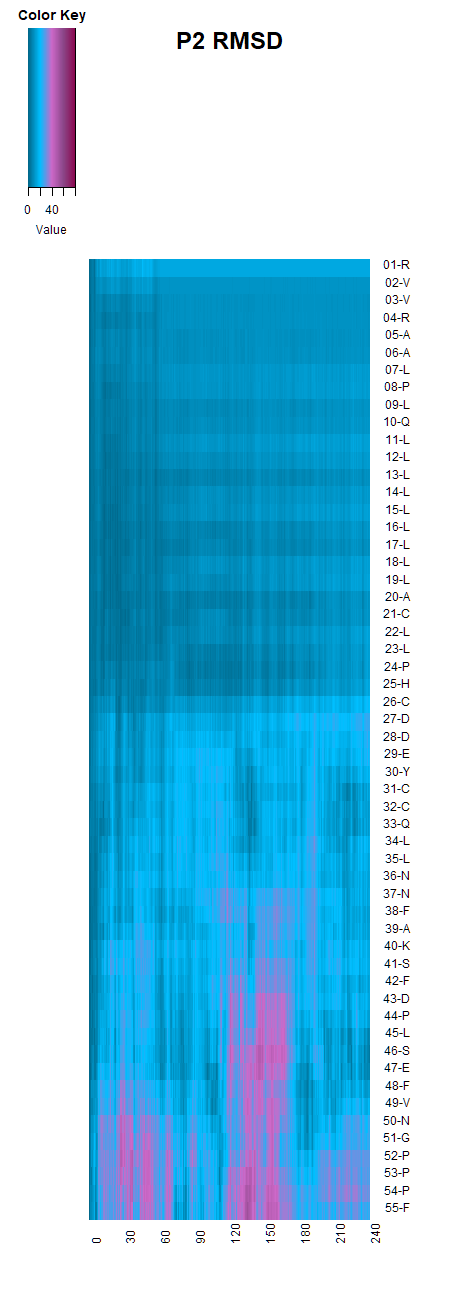 Color Key
P2 RMSD
0 40
Value
01-R
02-V
03-V
04-R
05-A
06-A
07-L
08-P
09-L
10-Q
11-L
12-L
13-L
14-L
15-L
16-L
17-L
18-L
19-L
20-A
21-C
22-L
23-L
24-P
25-H
26-C
27-D
28-D
29-E
30-Y
31-C
32-C
33-Q
34-L
35-L
36-N
37-N
38-F
39-A
40-K
41-S
42-F
43-D
44-P
45-L
46-S
47-E
48-F
49-V
50-N
51-G
52-P
53-P
54-P
55-F
0 30 60 90 120 150 180 210 240